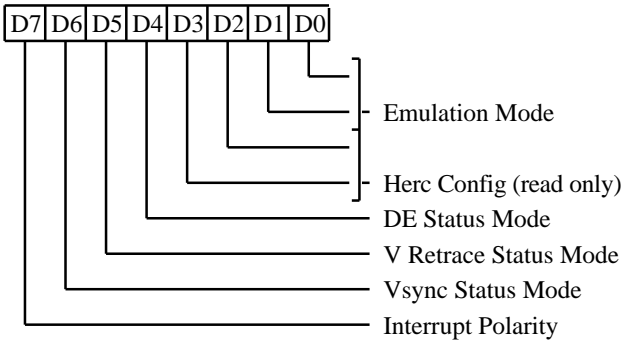 D7 D6 D5 D4 D3 D2 D1 D0
Emulation Mode
Herc Config (read only)
DE Status Mode
V Retrace Status Mode
Vsync Status Mode
Interrupt Polarity